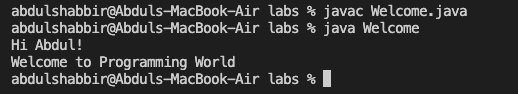 abdulshabbir@Abduls-MacBook-Air labs % javac Welcome.java
abdulshabbir@Abduls-MacBook-Air labs % java Welcome
Hi Abdul!
Welcome to Programming World
abdulshabbir@Abduls-MacBook-Air labs %